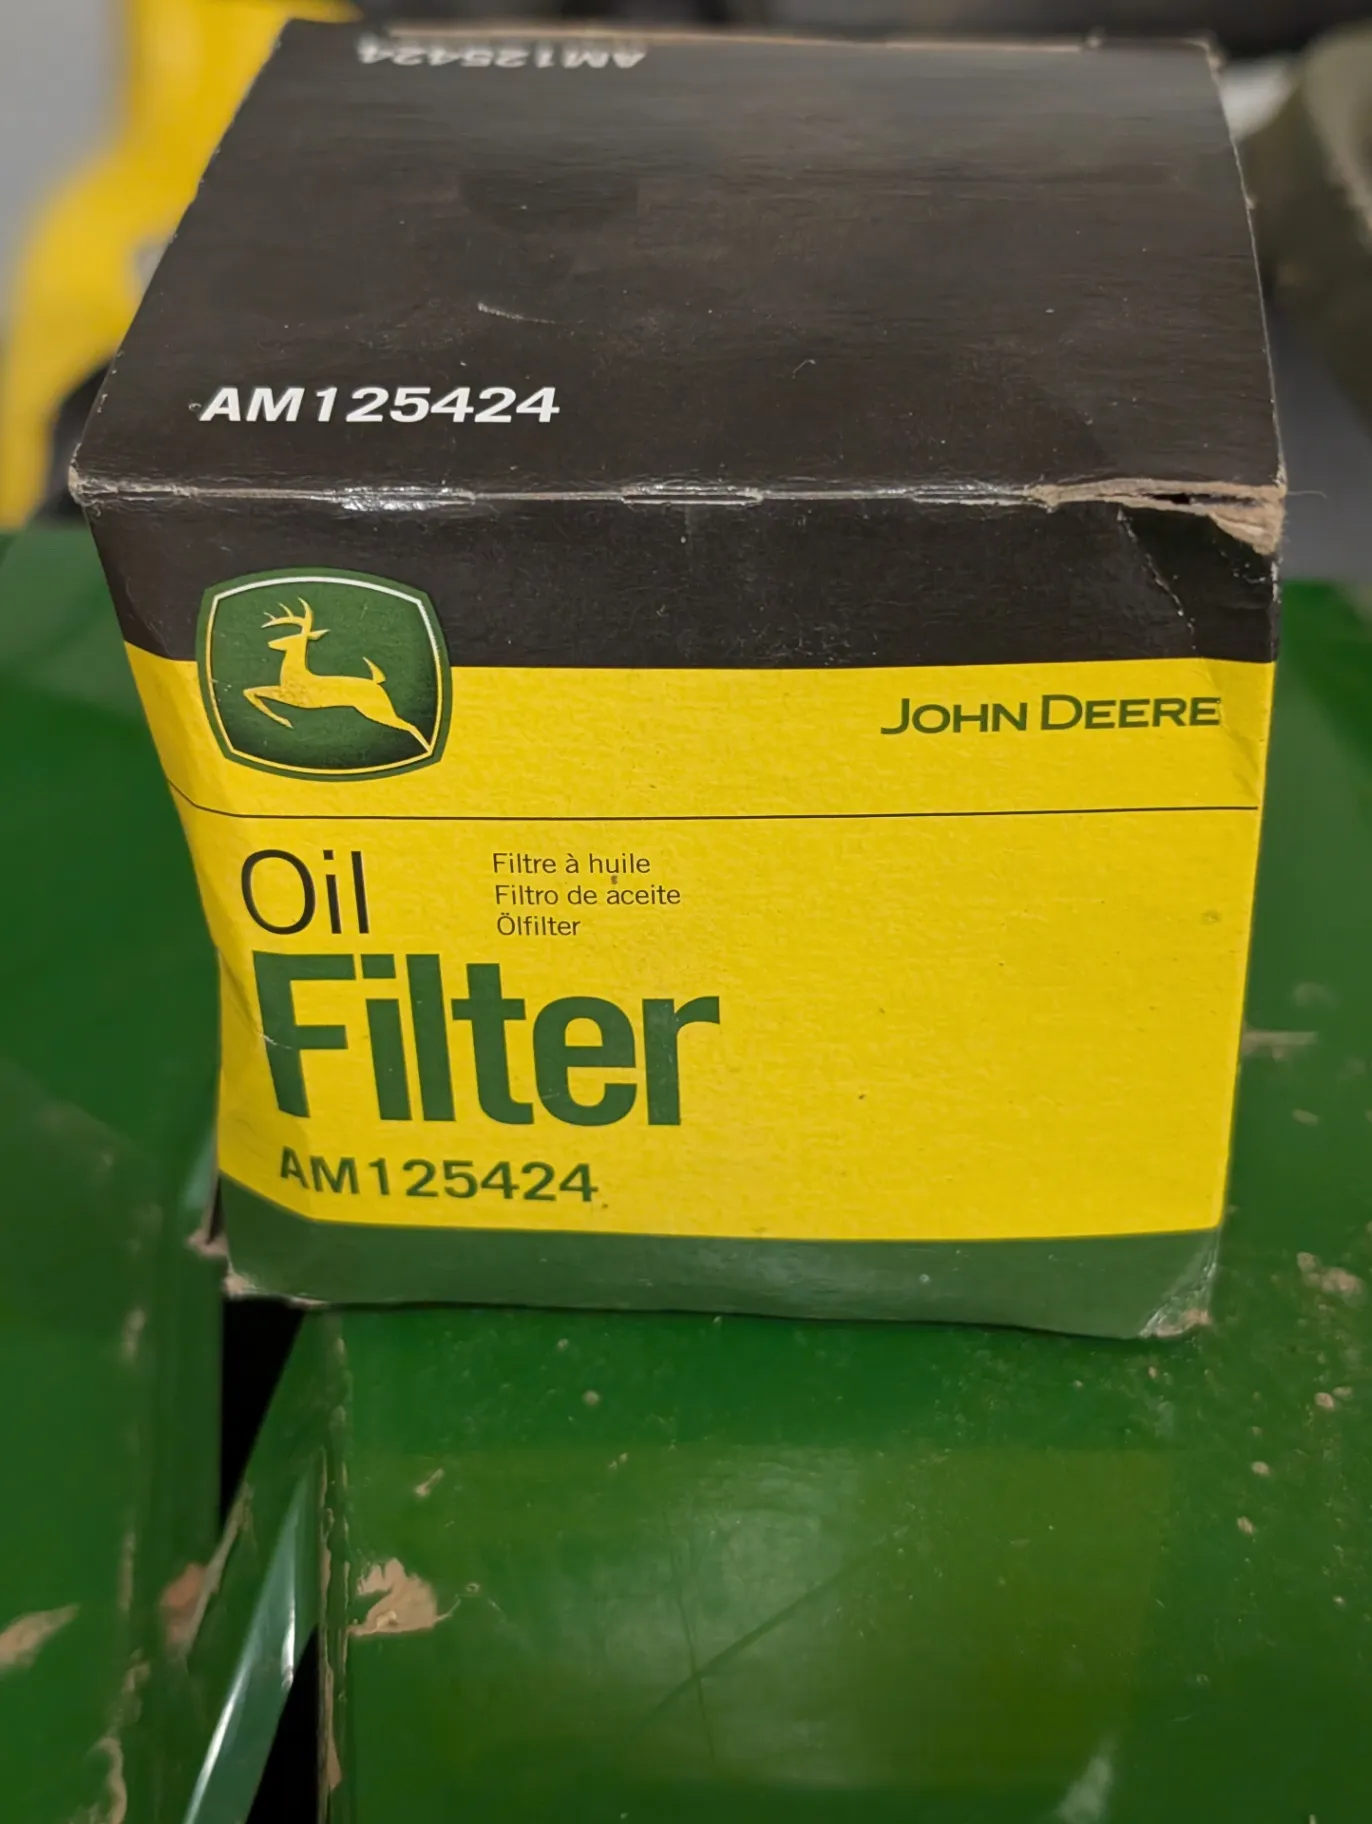 AM125424
AM125424
JOHN DEERE
Oil
Filtre à huile
Filtro de aceite
Ölfilter
Filter
AM125424